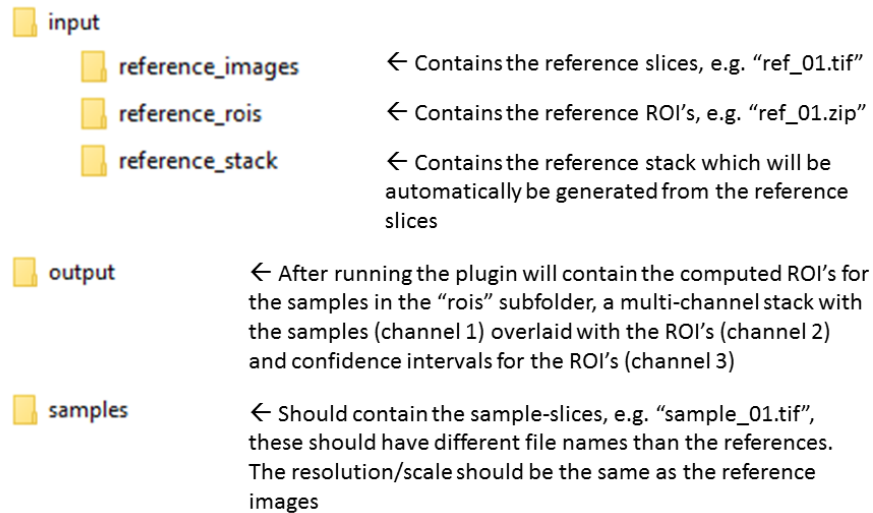 input
reference_images
← Contains the reference slices, e.g. “ref_01.tif”
reference_rois
← Contains the reference ROI’s, e.g. “ref_01.zip”
reference_stack
← Contains the reference stack which will be
automatically be generated from the reference
slices
output
← After running the plugin will contain the computed ROI’s for
the samples in the “rois” subfolder, a multi-channel stack with
the samples (channel 1) overlaid with the ROI’s (channel 2)
and confidence intervals for the ROI’s (channel 3)
samples
← Should contain the sample-slices, e.g. “sample_01.tif”,
these should have different file names than the references.
The resolution/scale should be the same as the reference
images